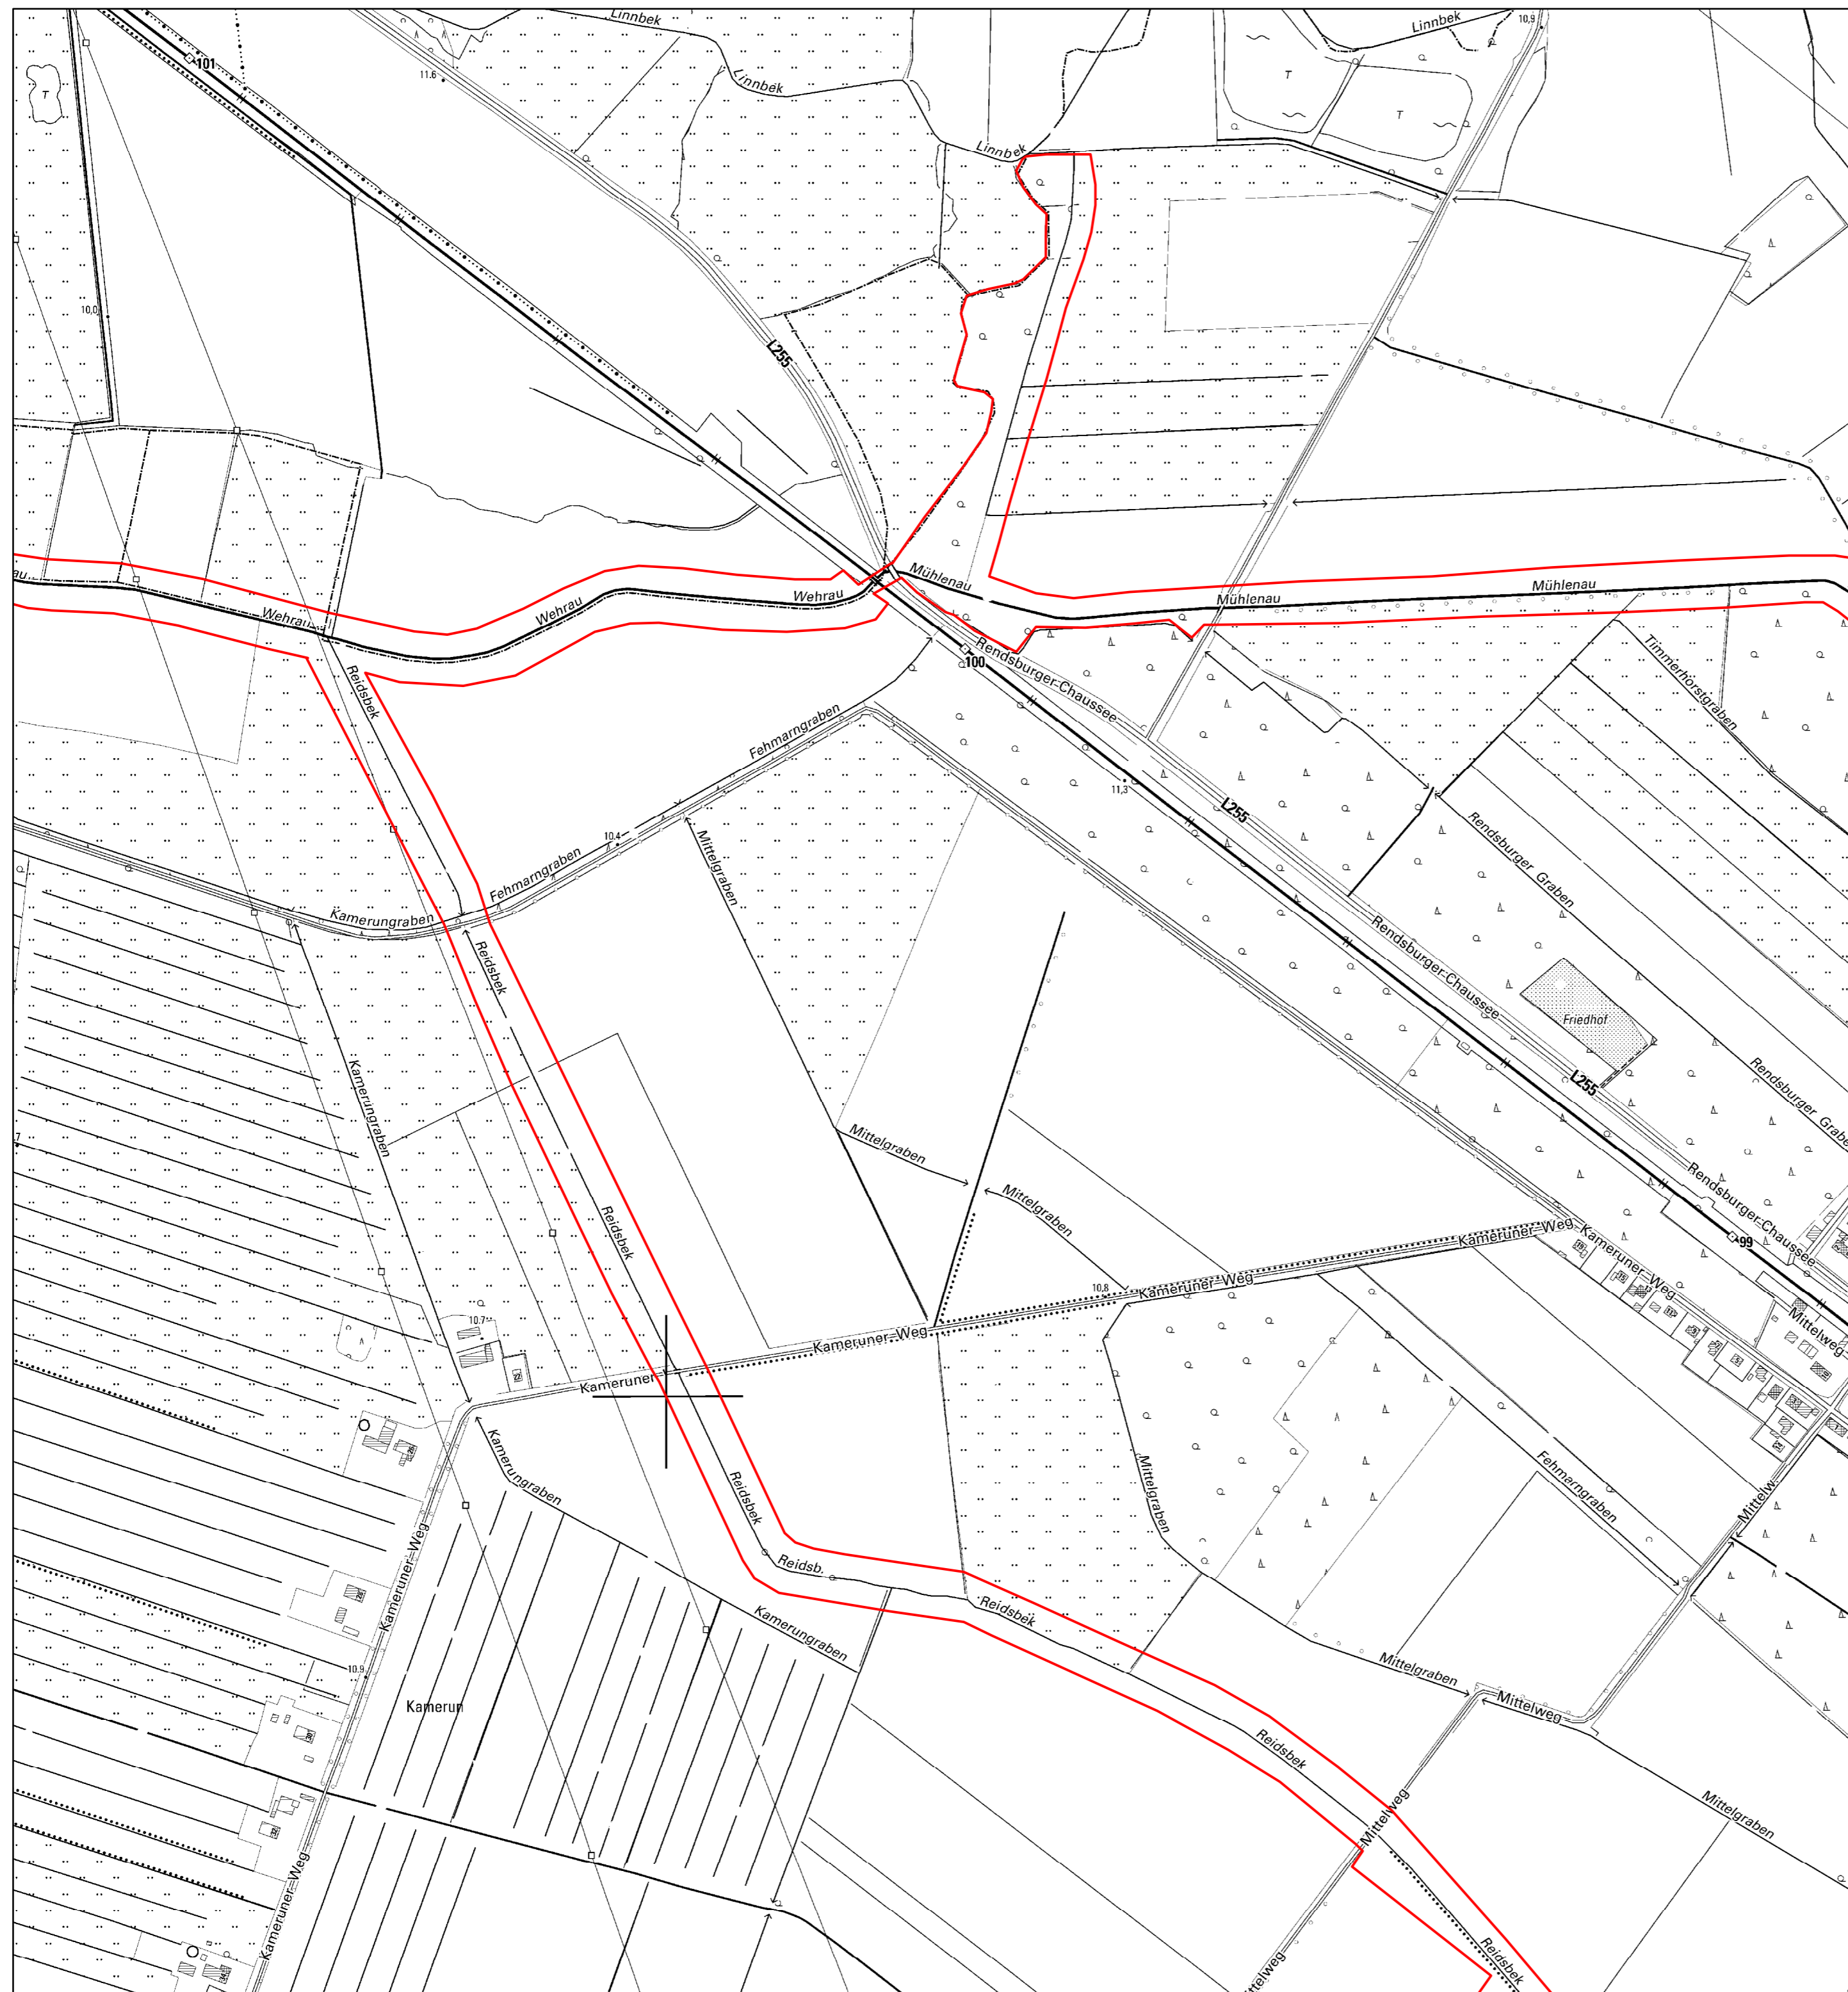 Linnbek
Linnbek
10,9
101
11.6
Linnbek
T
T
T
Linnbek
10,0
L255
Mühlenau
Mühlenau
Mühlenau
Wehrau
Wehrau
Wehrau
au
Reidsbek
100
Rendsburger-Chaussee
Timmerhorstgraben
Fehmarngraben
11,3
L255
10.4
Mittelgraben
Rendsburger Graben
Fehmarngraben
Kamerungraben
Reidsbek
Rendsburger-Chaussee
Friedhof
Kamerungraben
L255
Rendsburger Grabe
7
Mittelgraben
Rendsburger-Chaussee
Mittelgraben
Reidsbek
Kameruner-Weg
Kameruner-Weg
99
10,8
Kameruner-Weg
10.7
Kameruner-Weg
Mittelweg
Kameruner
Kamerungraben
Reidsbek
Mittelgraben
Fehmarngraben
Mittelw.
Kameruner-Weg
Reidsb.
Kamerungraben
Reidsbek
10.9
Kamerun
Mittelgraben
Mittelweg
Reidsbek
Mittelweg
Mittelgraben
Kameruner-Weg
Reidsbek
ttelweg